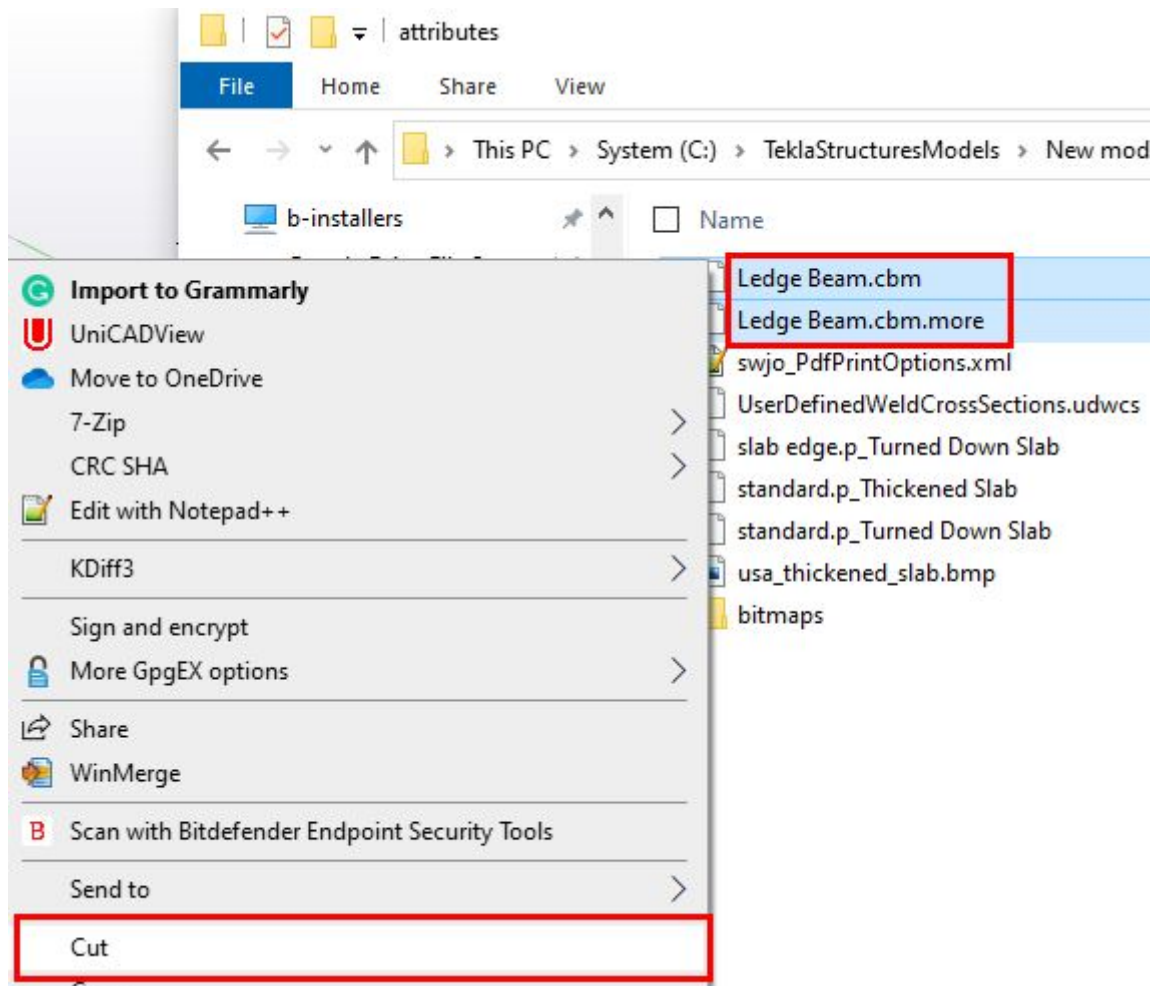 attributes
File Home Share View
This PC > System (C:) > TeklaStructuresModels > New mod
b-installers
Name
Ledge Beam.cbm
Ledge Beam.cbm.more
swjo_PdfPrintOptions.xml
UserDefinedWeldCrossSections.udwcs
slab edge.p_Turned Down Slab
standard.p_Thickened Slab
standard.p_Turned Down Slab
usa_thickened_slab.bmp
bitmaps
Import to Grammarly
UniCADView
Move to OneDrive
7-Zip
CRC SHA
Edit with Notepad++
KDiff3
Sign and encrypt
More GpgEX options
Share
WinMerge
B Scan with Bitdefender Endpoint Security Tools
Send to
Cut